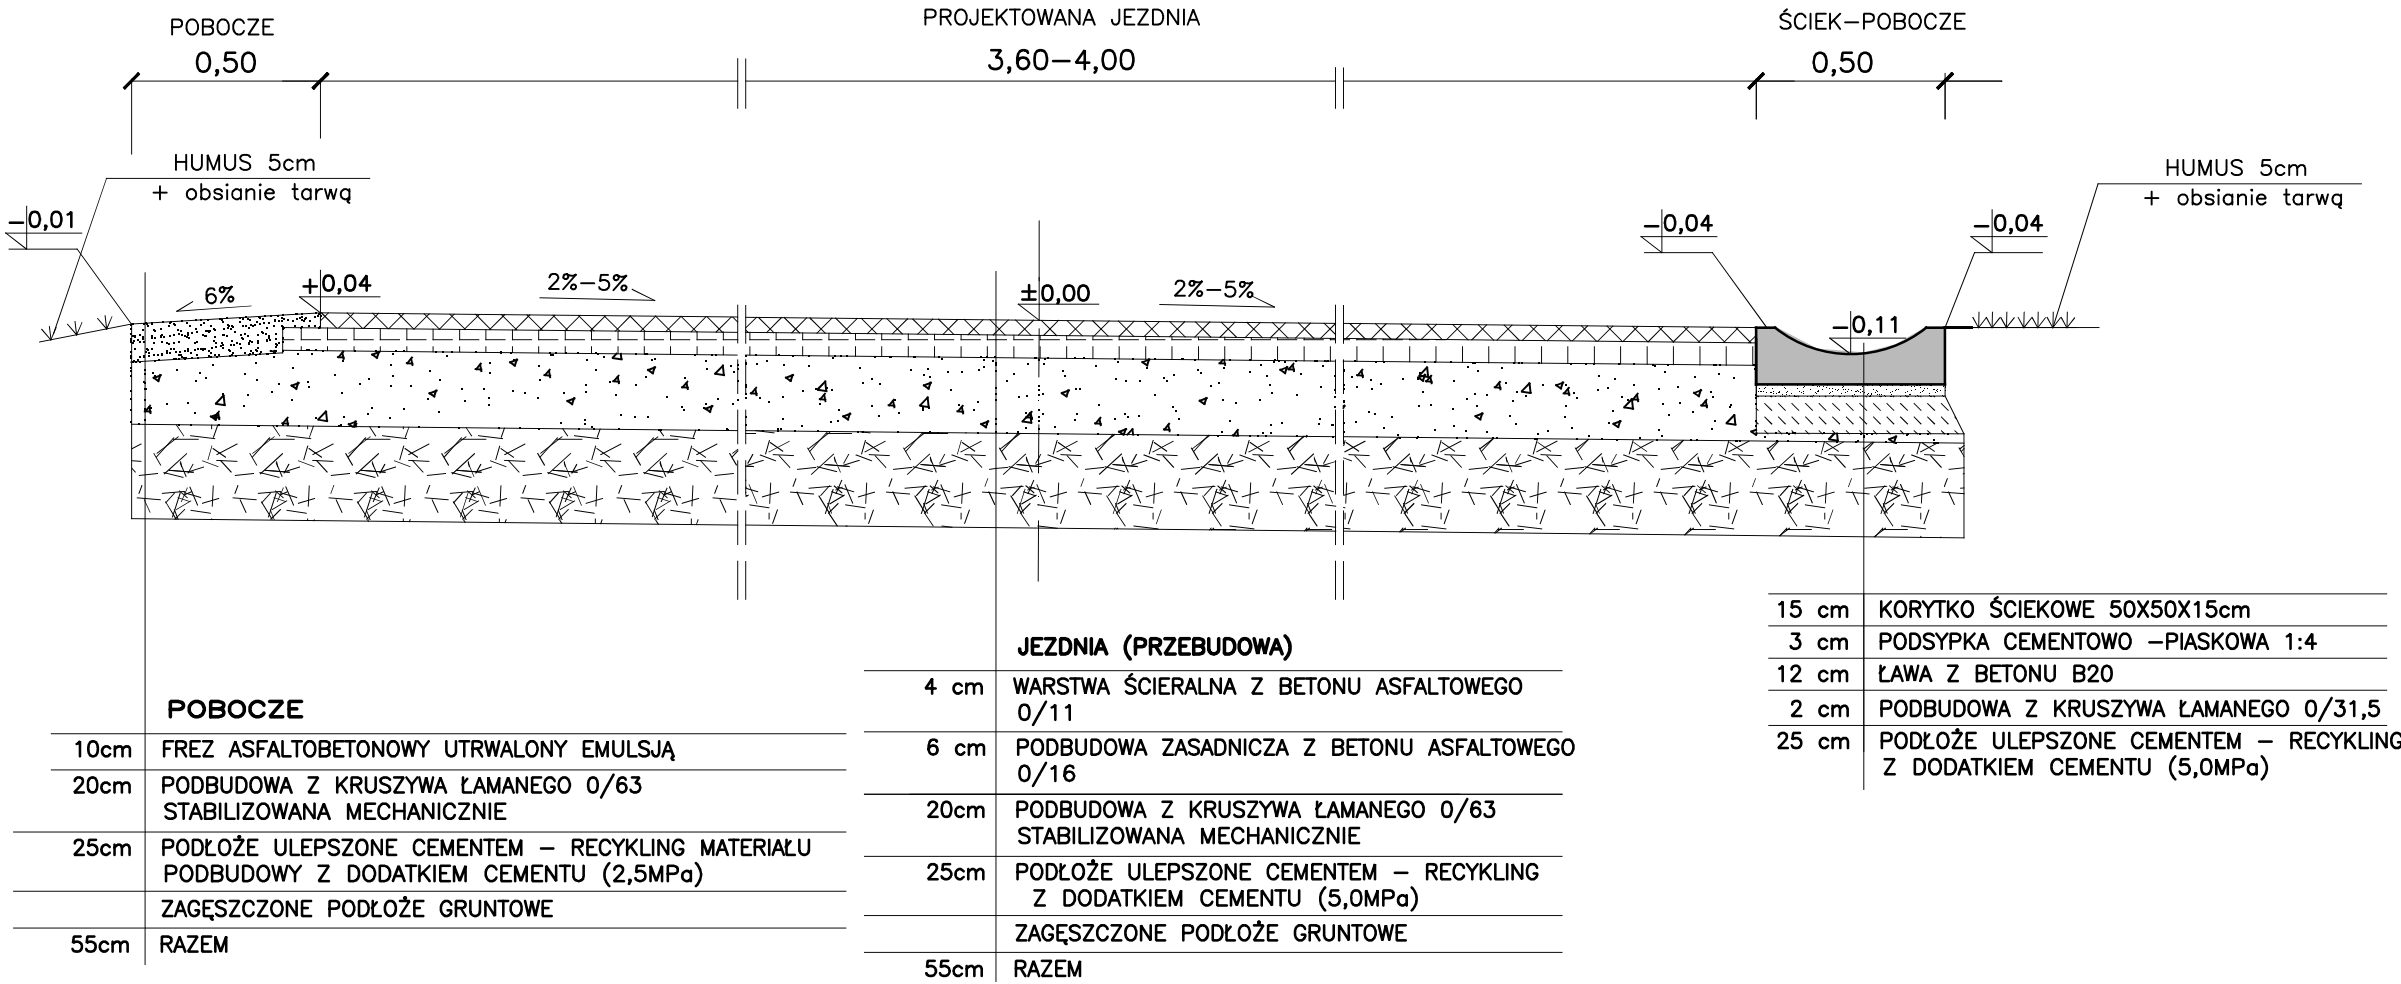 POBOCZE
0,50
PROJEKTOWANA JEZDNIA
3,60-4,00
ŚCIEK-POBOCZE
0,50
HUMUS 5cm
+ obsianie tarwą
HUMUS 5cm
+ obsianie tarwą
-0,01
-0,04
-0,04
6%
+0,04
2%-5%
±0,00
2%-5%
-0,11
POBOCZE
10cm FREZ ASFALTOBETONOWY UTRWALONY EMULSJĄ
20cm PODBUDOWA Z KRUSZYWA ŁAMANEGO 0/63
STABILIZOWANA MECHANICZNIE
25cm PODŁOŻE ULEPSZONE CEMENTEM - RECYKLING MATERIAŁU
PODBUDOWY Z DODATKIEM CEMENTU (2,5MPa)
ZAGĘSZCZONE PODŁOŻE GRUNTOWE
55cm RAZEM
JEZDNIA (PRZEBUDOWA)
4 cm WARSTWA ŚCIERALNA Z BETONU ASFALTOWEGO
0/11
6 cm PODBUDOWA ZASADNICZA Z BETONU ASFALTOWEGO
0/16
20cm PODBUDOWA Z KRUSZYWA ŁAMANEGO 0/63
STABILIZOWANA MECHANICZNIE
25cm PODŁOŻE ULEPSZONE CEMENTEM - RECYKLING
Z DODATKIEM CEMENTU (5,0MPa)
ZAGĘSZCZONE PODŁOŻE GRUNTOWE
55cm RAZEM
15 cm KORYTKO ŚCIEKOWE 50X50X15cm
3 cm PODSYPKA CEMENTOWO -PIASKOWA 1:4
12 cm ŁAWA Z BETONU B20
2 cm PODBUDOWA Z KRUSZYWA ŁAMANEGO 0/31,5
25 cm PODŁOŻE ULEPSZONE CEMENTEM - RECYKLING
Z DODATKIEM CEMENTU (5,0MPa)